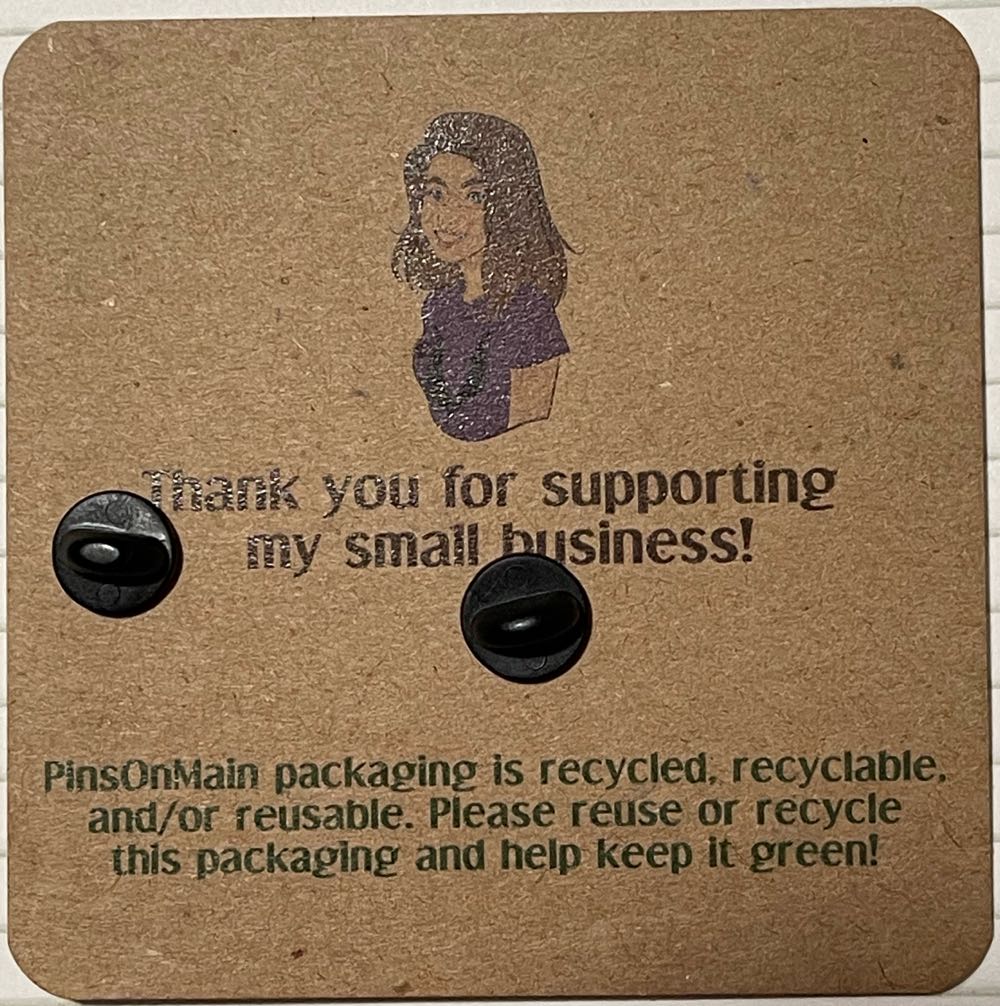 Thank you for supporting
my small business!
PinsOnMain packaging is recycled, recyclable,
and/or reusable. Please reuse or recycle
this packaging and help keep it green!